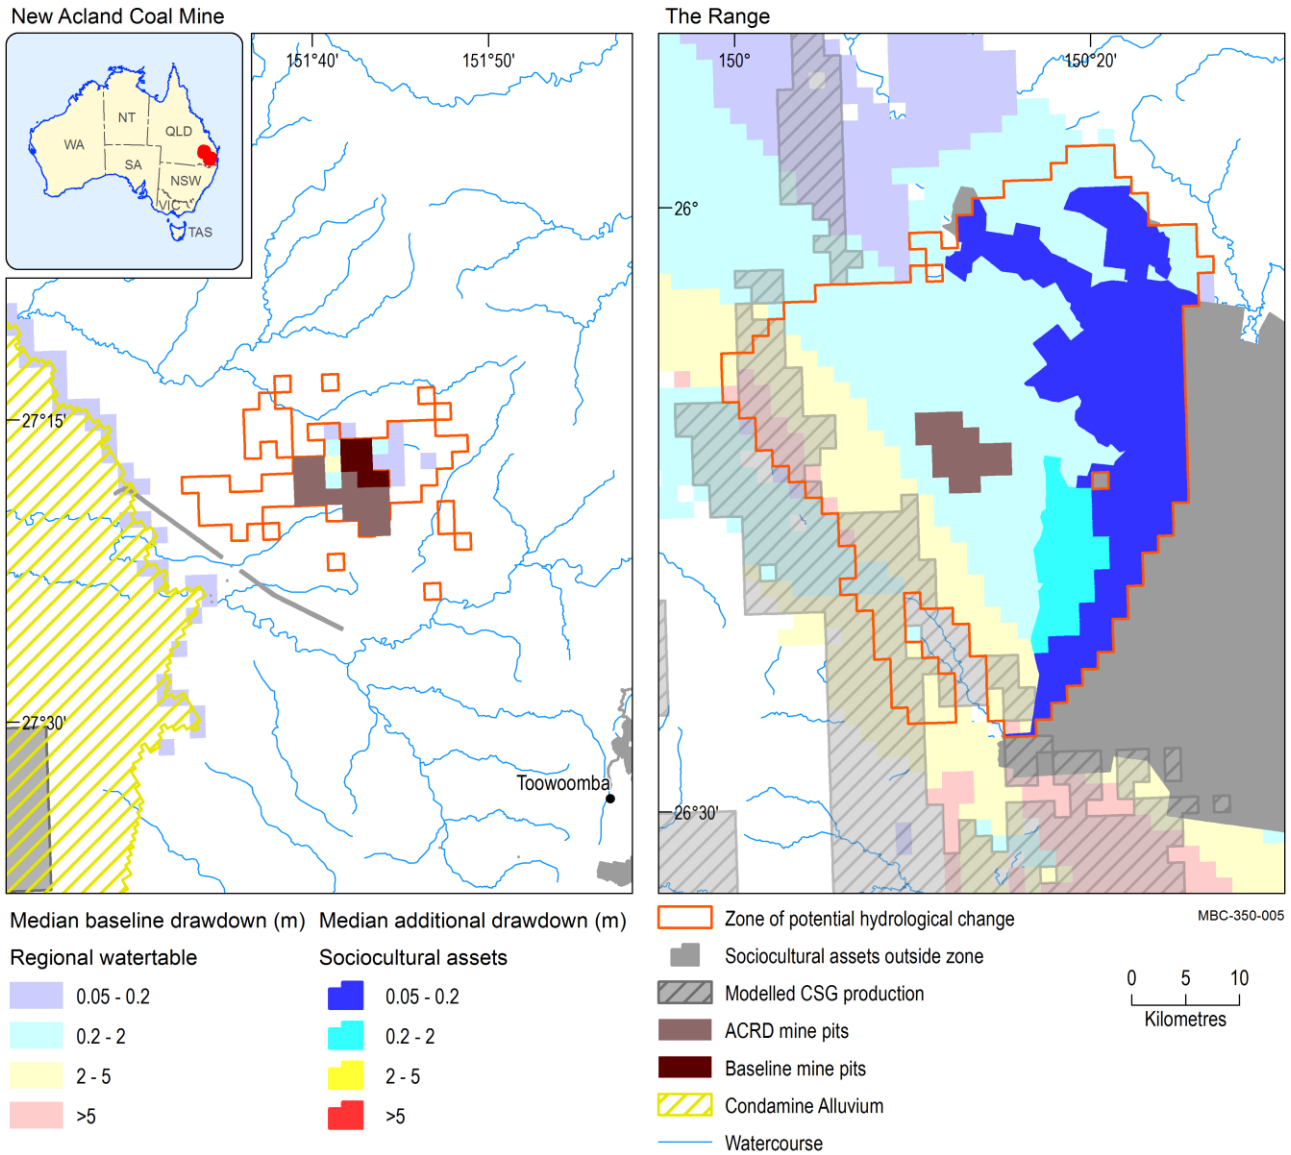 New Acland Coal Mine
The Range
151°40'
151°50'
150°
150°20'
WA
NT
QLD
SA
NSW
VIC
TAS
26°
27°15'
27°30'
26°30'
Toowoomba
Median baseline drawdown (m)
Regional watertable
0.05 - 0.2
0.2 - 2
2 - 5
>5
Median additional drawdown (m)
Sociocultural assets
0.05 - 0.2
0.2 - 2
2 - 5
>5
Zone of potential hydrological change
Sociocultural assets outside zone
Modelled CSG production
ACRD mine pits
Baseline mine pits
Condamine Alluvium
Watercourse
MBC-350-005
0 5 10
Kilometres